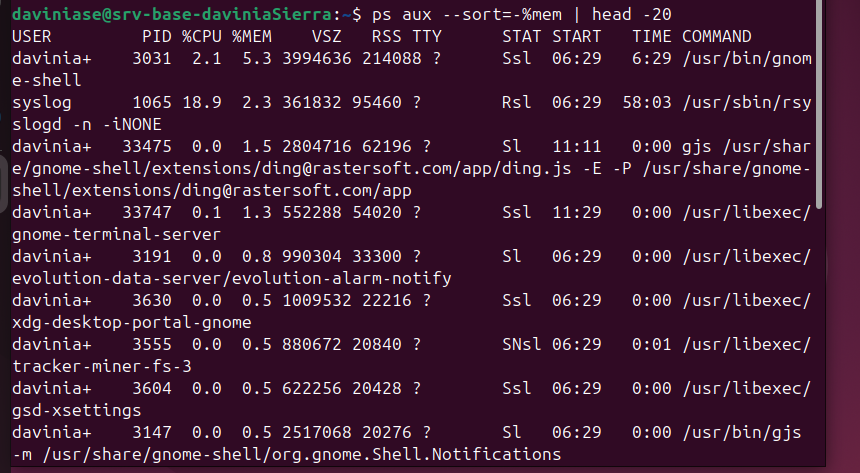 daviniase@srv-base-daviniaSierra:~$ ps aux --sort=-%mem | head -20
USER         PID %CPU %MEM    VSZ   RSS TTY      STAT START   TIME COMMAND
davinia+    3031  2.1  5.3 3994636 214088 ?      Ssl  06:29   6:29 /usr/bin/gnom
e-shell
syslog      1065 18.9  2.3 361832 95460 ?        Rsl  06:29  58:03 /usr/sbin/rsy
slogd -n -iNONE
davinia+   33475  0.0  1.5 2804716 62196 ?       Sl   11:11   0:00 gjs /usr/shar
e/gnome-shell/extensions/ding@rastersoft.com/app/ding.js -E -P /usr/share/gnome-
shell/extensions/ding@rastersoft.com/app
davinia+   33747  0.1  1.3 552288 54020 ?        Ssl  11:29   0:00 /usr/libexec/
gnome-terminal-server
davinia+    3191  0.0  0.8 990304 33300 ?        Sl   06:29   0:00 /usr/libexec/
evolution-data-server/evolution-alarm-notify
davinia+    3630  0.0  0.5 1009532 22216 ?       Ssl  06:29   0:00 /usr/libexec/
xdg-desktop-portal-gnome
davinia+    3555  0.0  0.5 880672 20840 ?        SNsl 06:29   0:01 /usr/libexec/
tracker-miner-fs-3
davinia+    3604  0.0  0.5 622256 20428 ?        Ssl  06:29   0:00 /usr/libexec/
gsd-xsettings
davinia+    3147  0.0  0.5 2517068 20276 ?       Sl   06:29   0:00 /usr/bin/gjs
-m /usr/share/gnome-shell/org.gnome.Shell.Notifications